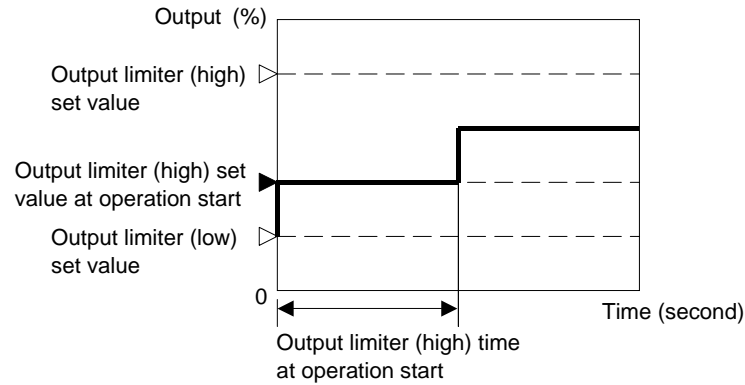 Output (%)
Output limiter (high)
set value
Output limiter (high) set
value at operation start
Output limiter (low)
set value
0
Time (second)
Output limiter (high) time
at operation start